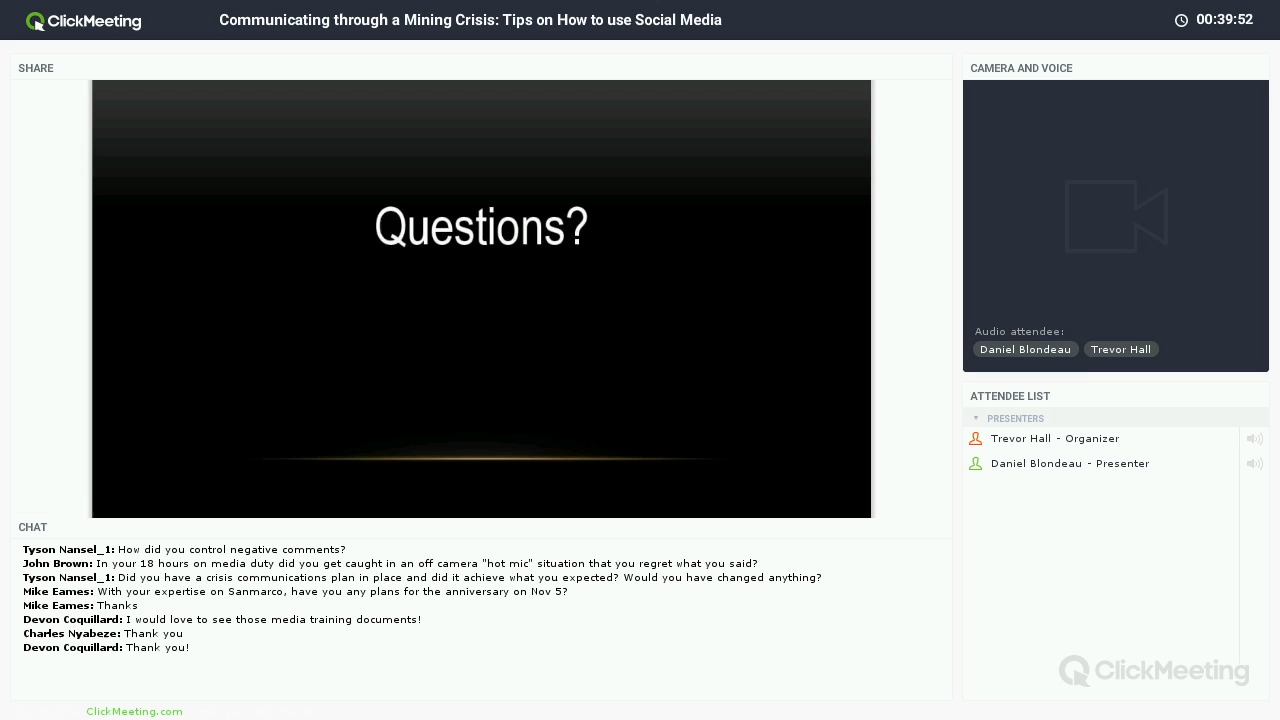 ClickMeeting
Communicating through a Mining Crisis: Tips on How to use Social Media
00:39:52
SHARE
Questions?
CAMERA AND VOICE
Audio attendee:
Daniel Blondeau
Trevor Hall
ATTENDEE LIST
PRESENTERS
Trevor Hall - Organizer
Daniel Blondeau - Presenter
CHAT
Tyson Nansel_1: How did you control negative comments?
John Brown: In your 18 hours on media duty did you get caught in an off camera "hot mic" situation that you regret what you said?
Tyson Nansel_1: Did you have a crisis communications plan in place and did it achieve what you expected? Would you have changed anything?
Mike Eames: With your expertise on Sanmarco, have you any plans for the anniversary on Nov 5?
Mike Eames: Thanks
Devon Coquillard: I would love to see those media training documents!
Charles Nyabeze: Thank you
Devon Coquillard: Thank you!
ClickMeeting
ClickMeeting.com